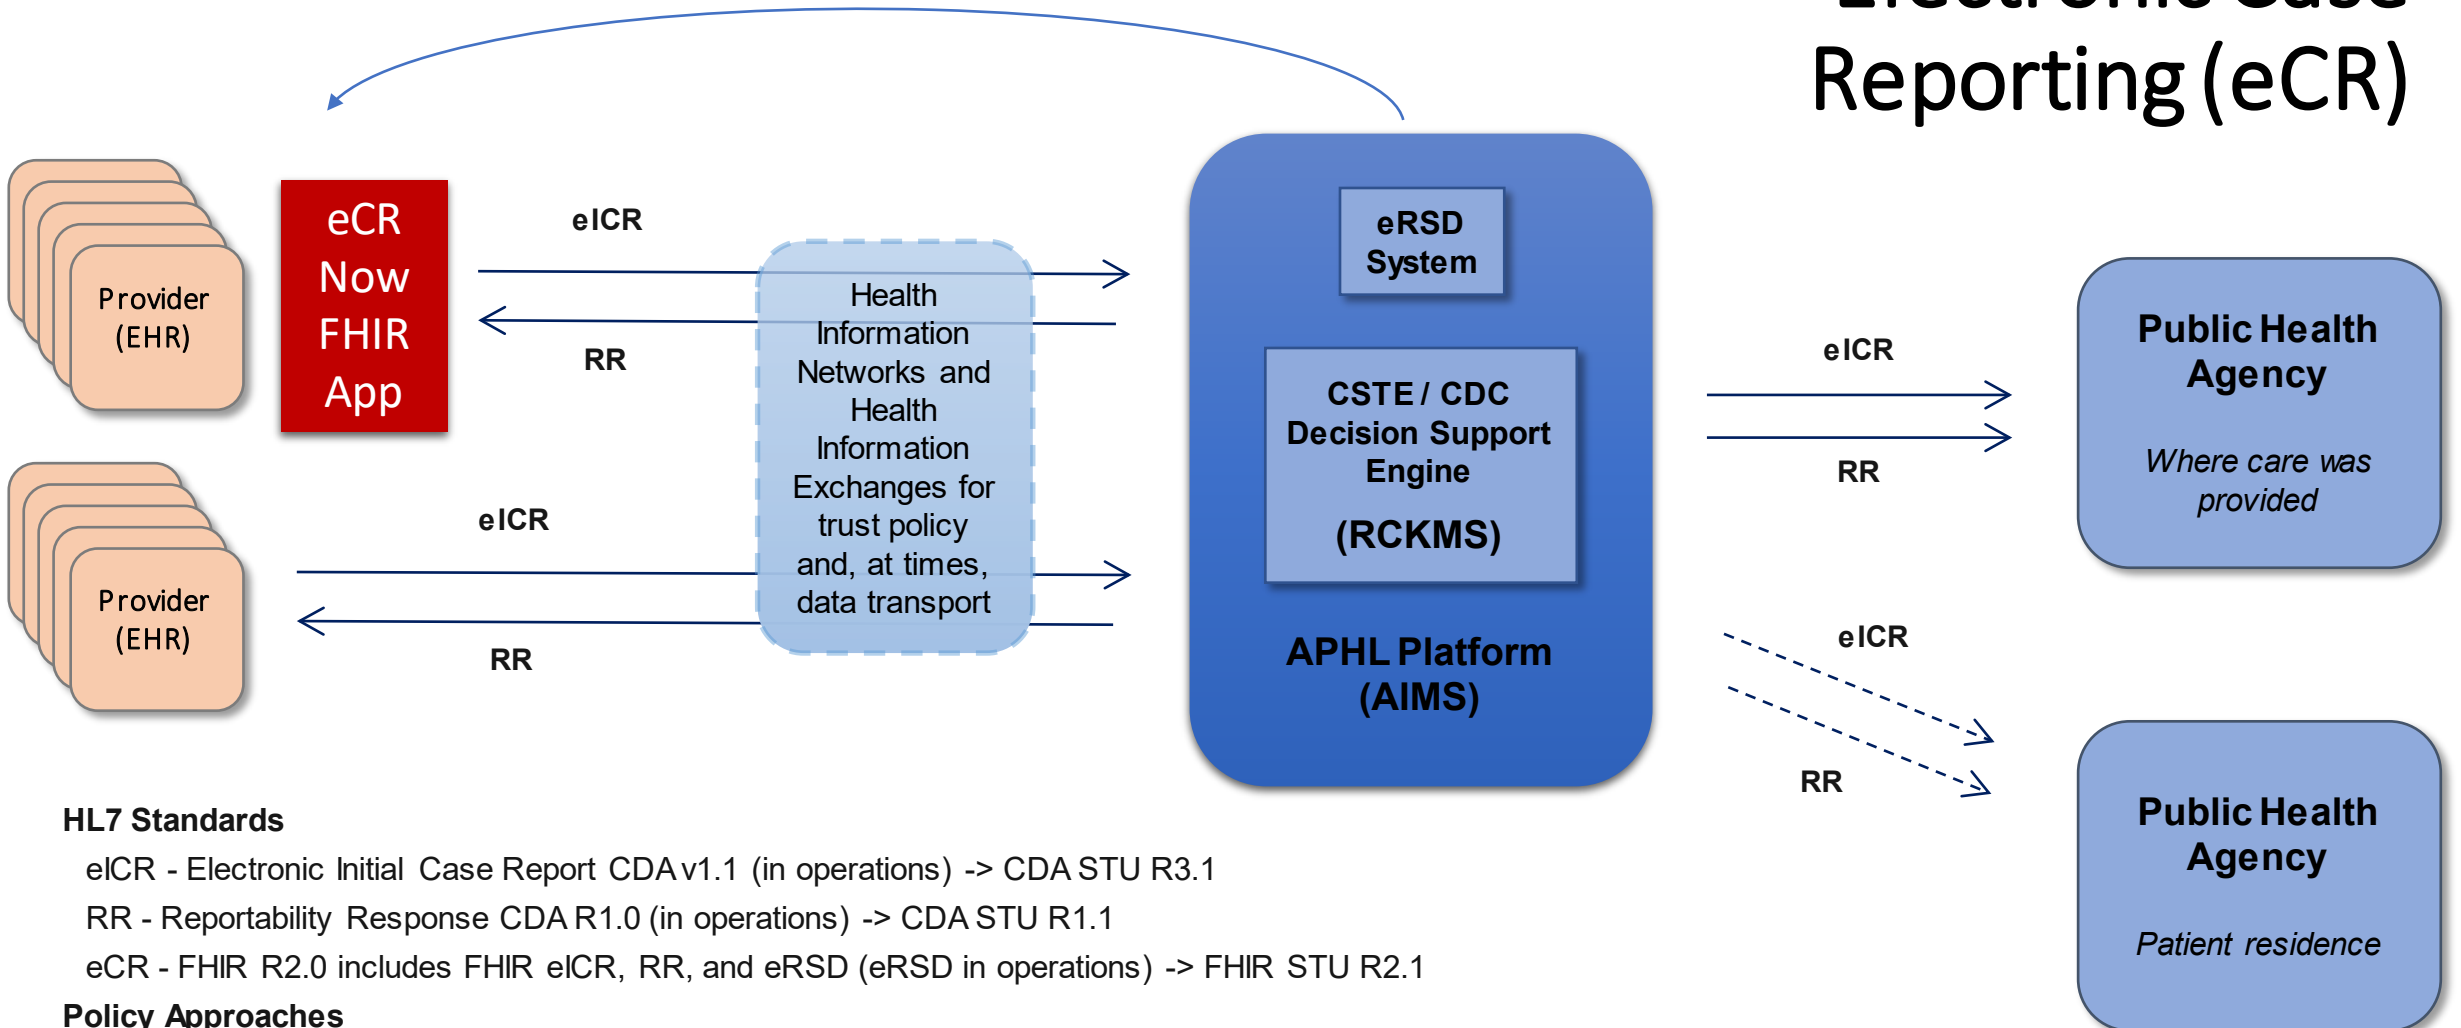 Electronic Case
Reporting (eCR)
Provider
(EHR)
eCR
Now
FHIR
App
eICR
RR
Health
Information
Networks and
Health
Information
Exchanges for
trust policy
and, at times,
data transport
eRSD
System
CSTE / CDC
Decision Support
Engine
(RCKMS)
APHL Platform
(AIMS)
eICR
RR
Public Health
Agency
Where care was
provided
Provider
(EHR)
eICR
RR
eICR
RR
Public Health
Agency
Patient residence
HL7 Standards
eICR - Electronic Initial Case Report CDA v1.1 (in operations) -> CDA STU R3.1
RR - Reportability Response CDA R1.0 (in operations) -> CDA STU R1.1
eCR - FHIR R2.0 includes FHIR eICR, RR, and eRSD (eRSD in operations) -> FHIR STU R2.1
Policy Approaches